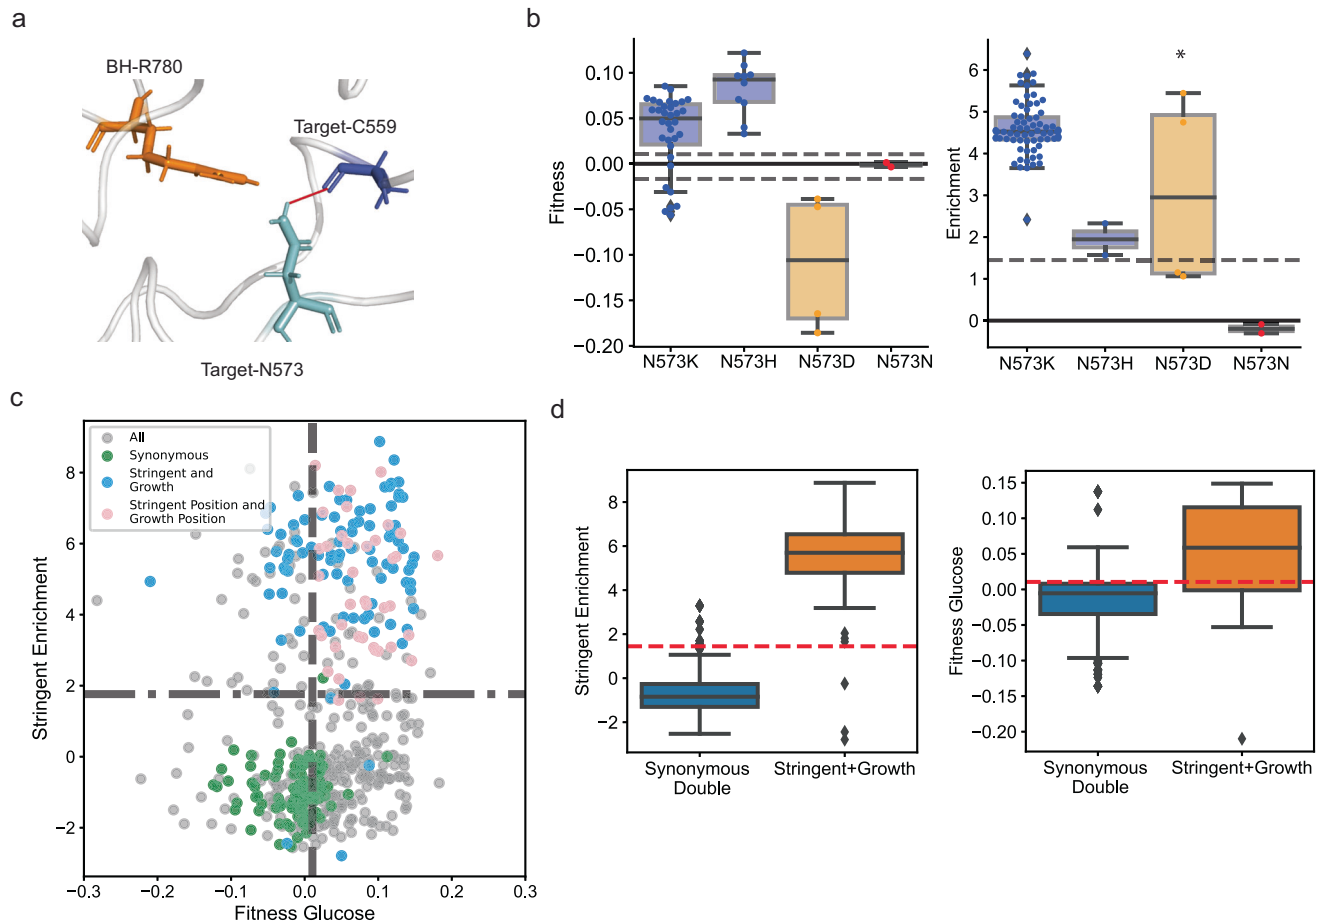 a
BH-R780
Target-C559
Target-N573
b
Fitness
0.10
0.05
0.00
−0.05
−0.10
−0.15
−0.20
N573K N573H N573D N573N
Enrichment
6
5
4
3
2
1
0
*
N573K N573H N573D N573N
c
All
Synonymous
Stringent and
Growth
Stringent Position and
Growth Position
Stringent Enrichment
8
6
4
2
0
−2
−0.3 −0.2 −0.1 0.0 0.1 0.2 0.3
Fitness Glucose
d
Stringent Enrichment
8
6
4
2
0
−2
Synonymous Stringent+Growth
Double
Fitness Glucose
0.15
0.10
0.05
0.00
−0.05
−0.10
−0.15
−0.20
Synonymous Stringent+Growth
Double